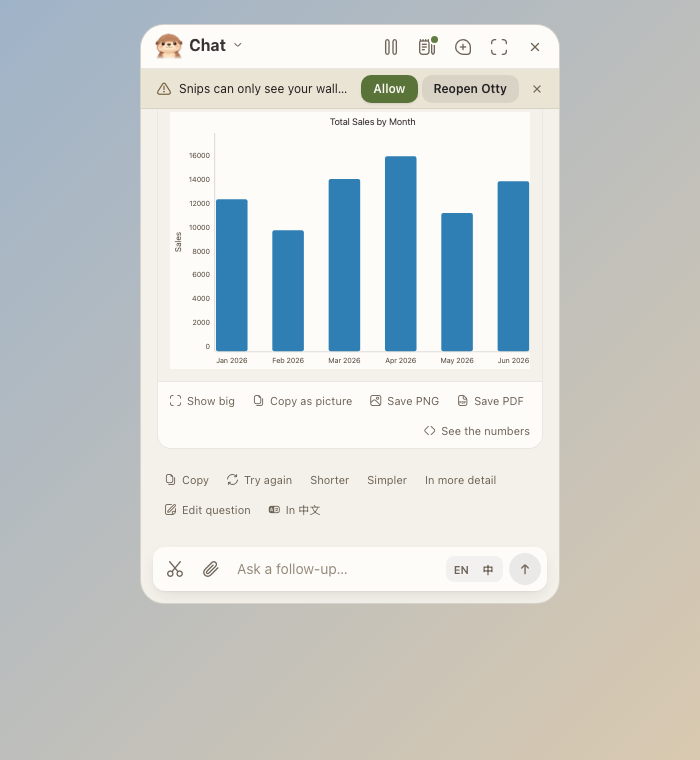 Chat
Snips can only see your wall... Allow Reopen Otty
Total Sales by Month
16000
14000
12000
10000
8000
6000
4000
2000
0
Sales
Jan 2026 Feb 2026 Mar 2026 Apr 2026 May 2026 Jun 2026
Show big Copy as picture Save PNG Save PDF
See the numbers
Copy Try again Shorter Simpler In more detail
Edit question In 中文
Ask a follow-up... EN 中